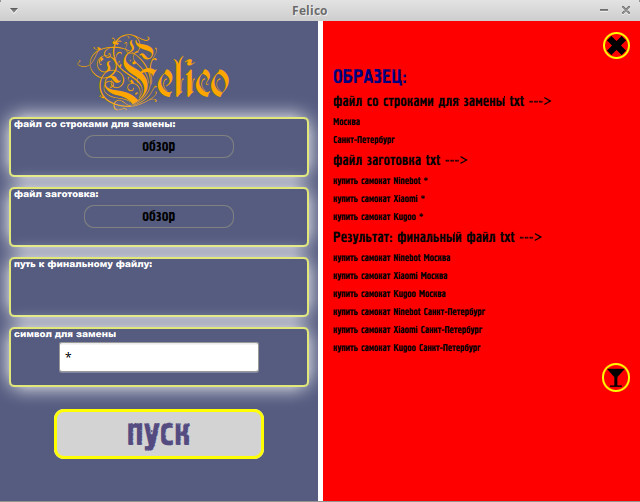 Felico
Felico
файл со строками для замены:
обзор
файл заготовка:
обзор
путь к финальному файлу:
символ для замены
*
пуск
ОБРАЗЕЦ:
файл со строками для замены txt --->
Москва
Санкт-Петербург
файл заготовка txt --->
купить самокат Ninebot *
купить самокат Xiaomi *
купить самокат Kugoo *
Результат: финальный файл txt --->
купить самокат Ninebot Москва
купить самокат Xiaomi Москва
купить самокат Kugoo Москва
купить самокат Ninebot Санкт-Петербург
купить самокат Xiaomi Санкт-Петербург
купить самокат Kugoo Санкт-Петербург